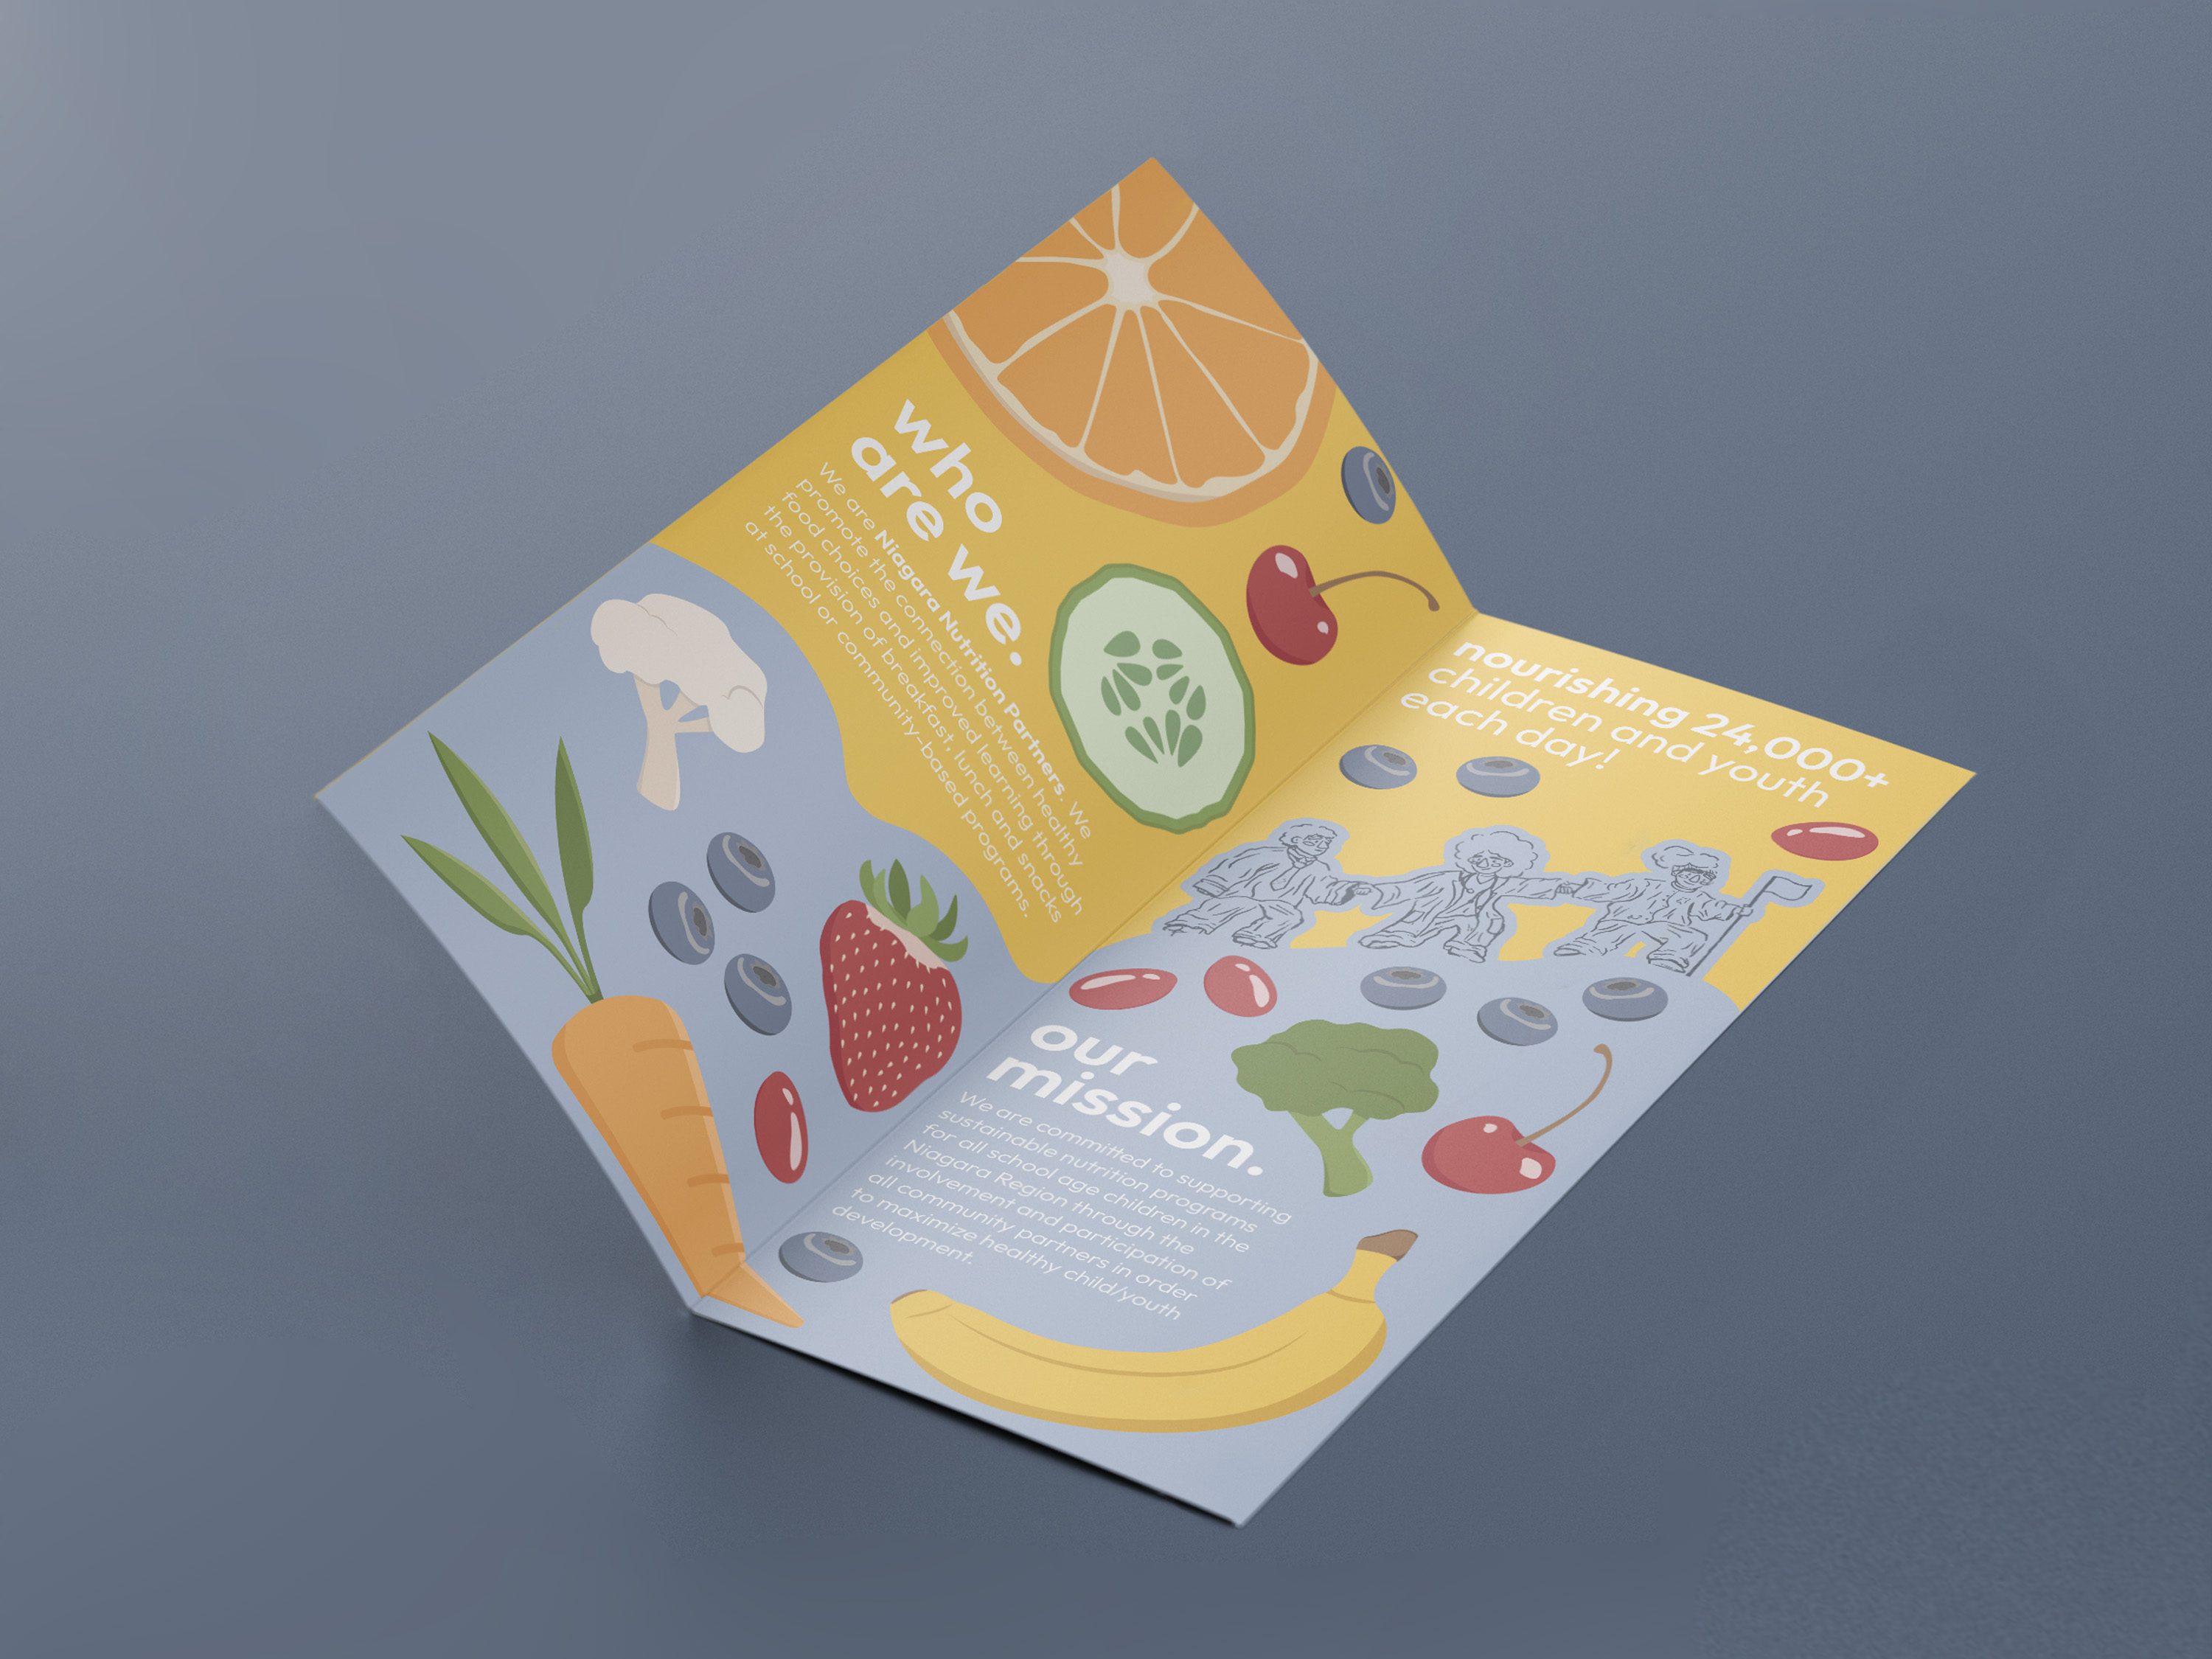 who
are we.
We are Niagara Nutrition Partners. We
promote the connection between healthy
food choices and improved learning through
the provision of breakfast, lunch and snacks
at school or community-based programs.
nourishing 24,000+
children and youth
each day!
our
mission.
We are committed to supporting
sustainable nutrition programs
for all school age children in the
Niagara Region through the
involvement and participation of
all community partners in order
to maximize healthy child/youth
development.